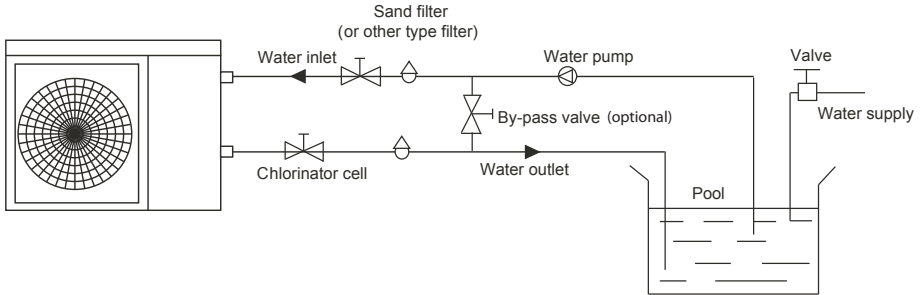 Sand filter
(or other type filter)
Water inlet
Water pump
Valve
By-pass valve (optional)
Water supply
Chlorinator cell
Water outlet
Pool